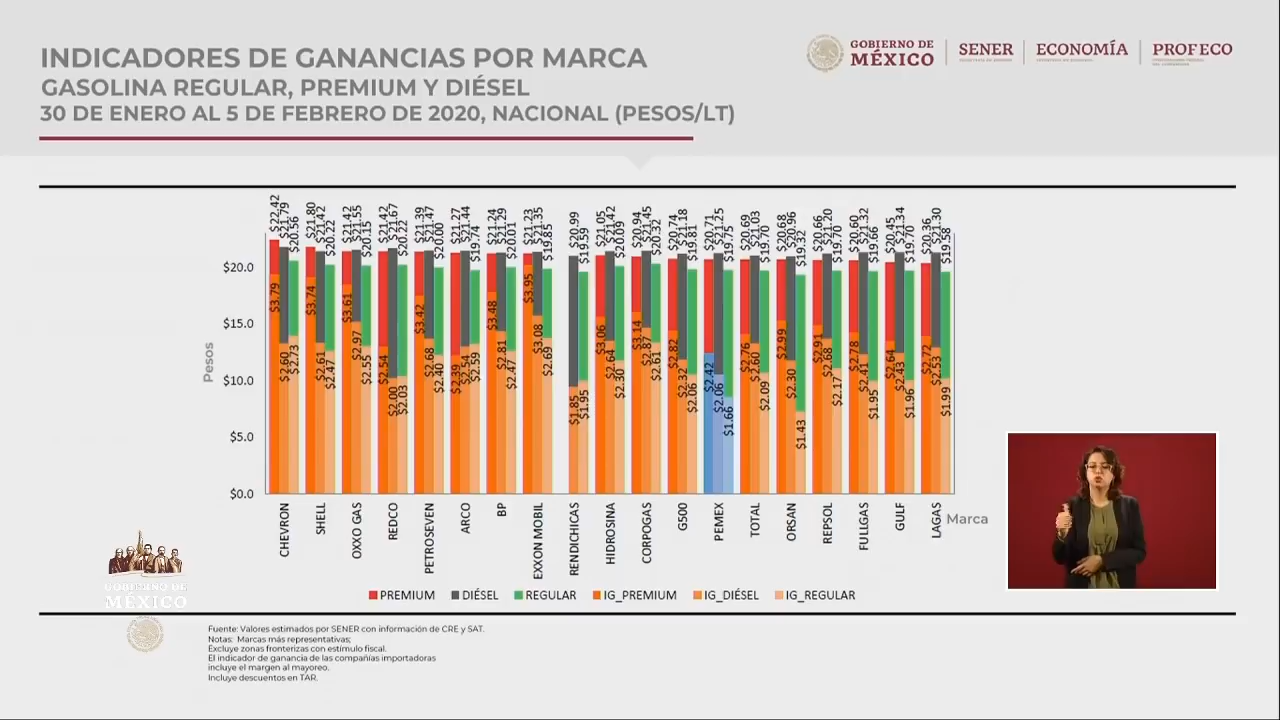 INDICADORES DE GANANCIAS POR MARCA
GASOLINA REGULAR, PREMIUM Y DIÉSEL
30 DE ENERO AL 5 DE FEBRERO DE 2020, NACIONAL (PESOS/LT)
GOBIERNO DE
MÉXICO
SENER
ECONOMÍA
PROFECO
$22.42 $21.79 $20.56
$21.80 $21.42 $20.22
$21.42 $21.55 $20.15
$21.42 $21.67 $20.22
$21.39 $21.47 $20.00
$21.27 $21.44 $19.74
$21.24 $21.29 $20.01
$21.23 $21.35 $19.85
$20.99 $19.59
$21.05 $21.42 $20.09
$20.94 $21.45 $20.32
$20.74 $21.18 $19.81
$20.71 $21.25 $19.75
$20.69 $21.03 $19.70
$20.68 $20.96 $19.32
$20.66 $21.20 $19.70
$20.60 $21.32 $19.66
$20.45 $21.34 $19.70
$20.36 $21.30 $19.58
$3.79 $2.60 $2.73
$3.74 $2.61 $2.47
$3.61 $2.97 $2.55
$2.54 $2.00 $2.03
$3.42 $2.68 $2.40
$2.39 $2.54 $2.59
$3.48 $2.81 $2.47
$3.95 $3.08 $2.69
$1.85 $1.95
$3.06 $2.64 $2.30
$3.14 $2.87 $2.61
$2.82 $2.32 $2.06
$2.42 $2.06 $1.66
$2.76 $2.60 $2.09
$2.99 $2.30 $1.43
$2.91 $2.68 $2.17
$2.78 $2.41 $1.95
$2.64 $2.43 $1.96
$2.72 $2.53 $1.99
$20.0
$15.0
$10.0
$5.0
$0.0
Pesos
CHEVRON
SHELL
OXXO GAS
REDCO
PETROSEVEN
ARCO
BP
EXXON MOBIL
RENDICHICAS
HIDROSINA
CORPOGAS
G500
PEMEX
TOTAL
ORSAN
REPSOL
FULLGAS
GULF
LAGAS
Marca
PREMIUM DIÉSEL REGULAR IG_PREMIUM IG_DIÉSEL IG_REGULAR
GOBIERNO DE
MÉXICO
Fuente: Valores estimados por SENER con información de CRE y SAT.
Notas: Marcas más representativas;
Excluye zonas fronterizas con estímulo fiscal.
El indicador de ganancia de las compañías importadoras
incluye el margen al mayoreo.
Incluye descuentos en TAR.